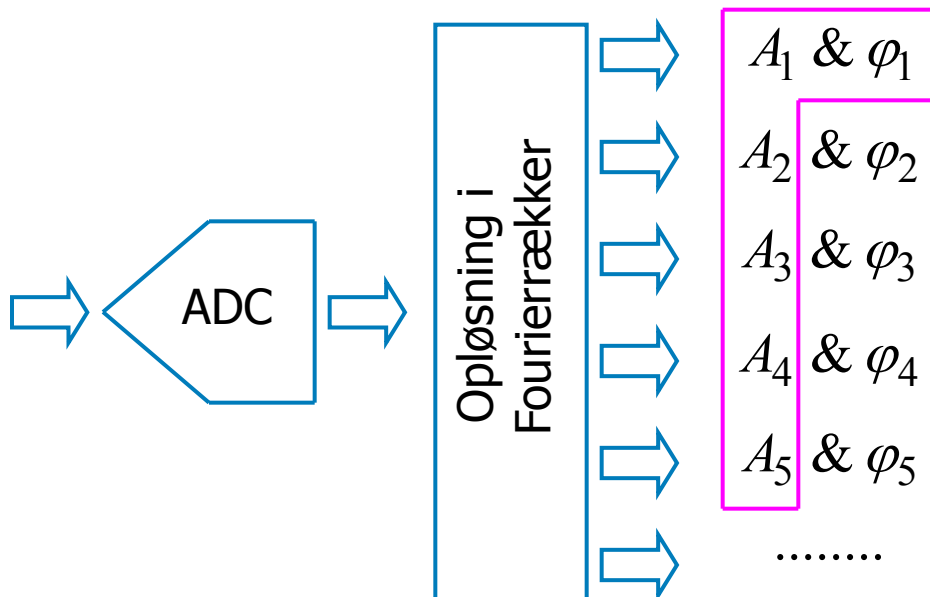 ADC
Opløsning i
Fourierrækker
A₁ & φ₁
A₂ & φ₂
A₃ & φ₃
A₄ & φ₄
A₅ & φ₅
........